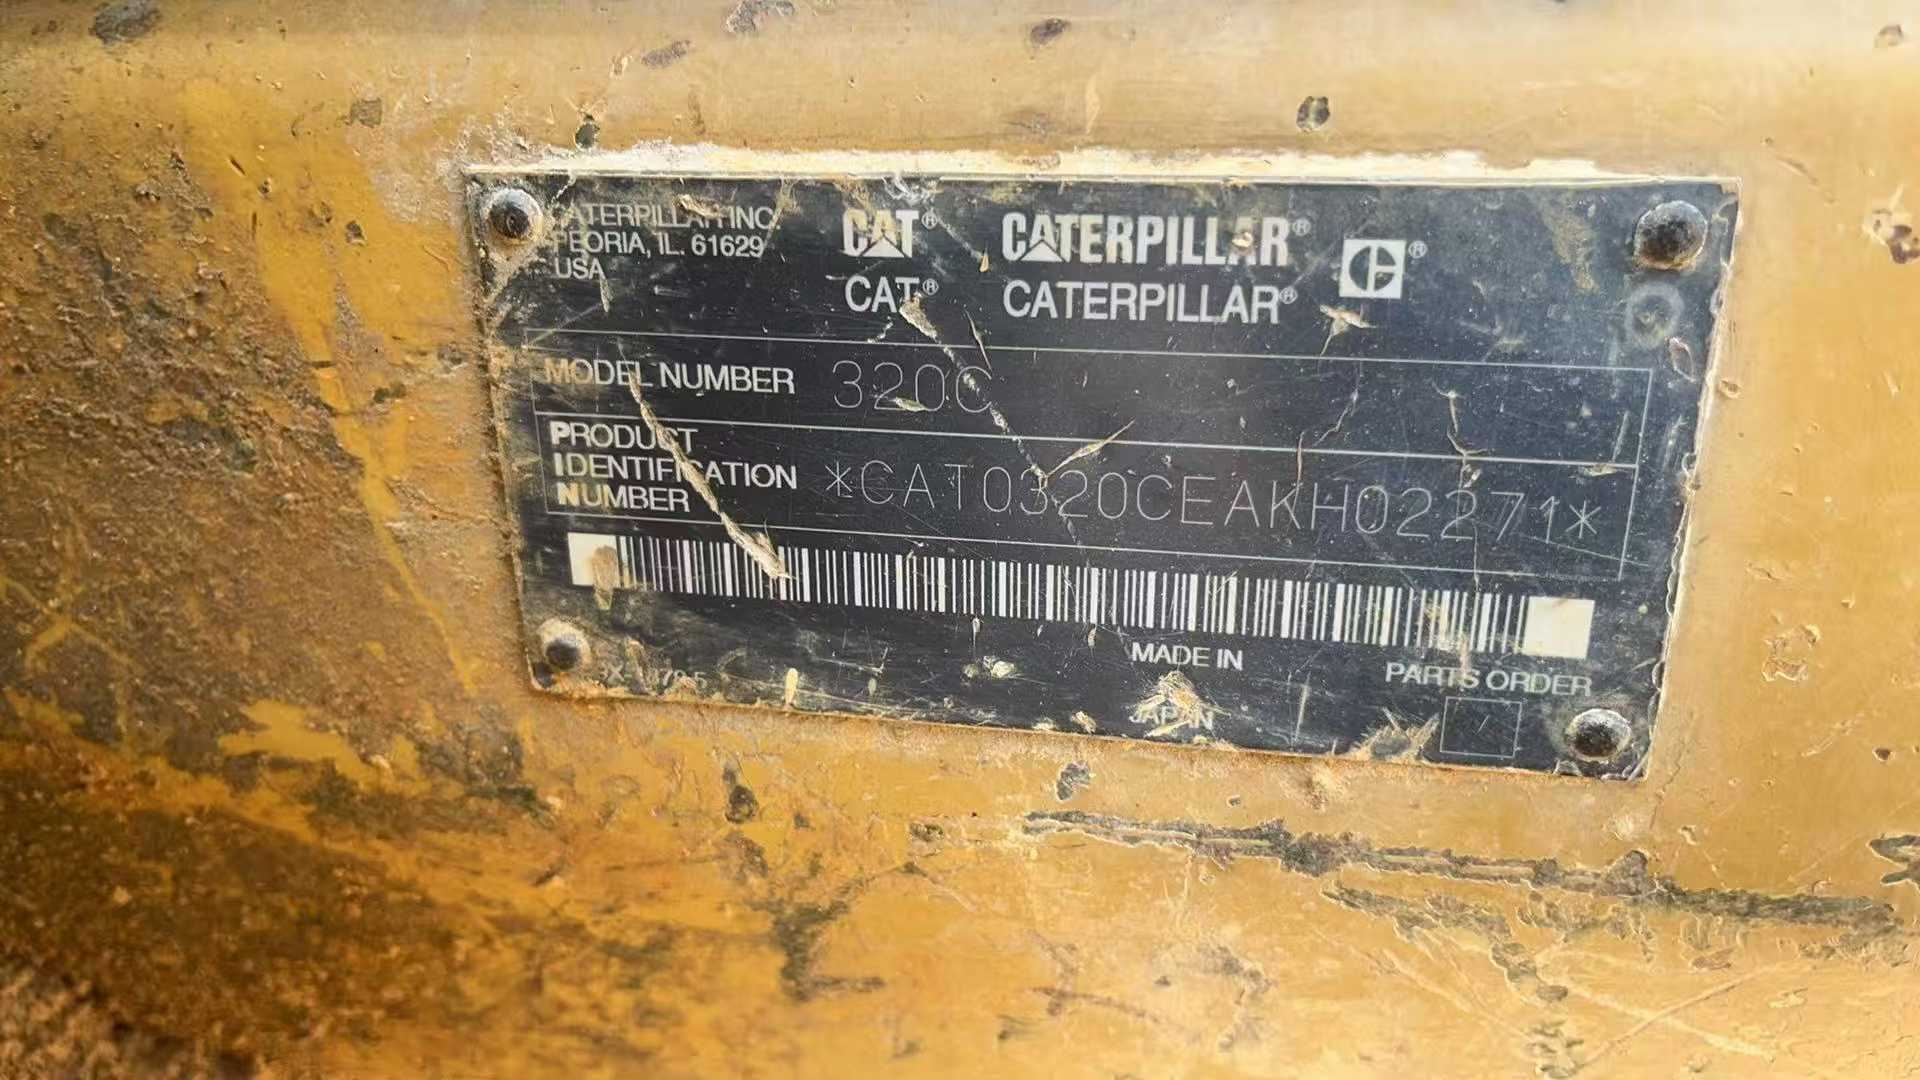 CATERPILLAR INC.
PEORIA, IL. 61629
USA
CAT® CATERPILLAR® ®
CAT® CATERPILLAR®
MODEL NUMBER 320C
PRODUCT
IDENTIFICATION
NUMBER
*CAT0320CEAKH02271*
MADE IN
JAPAN
PARTS ORDER